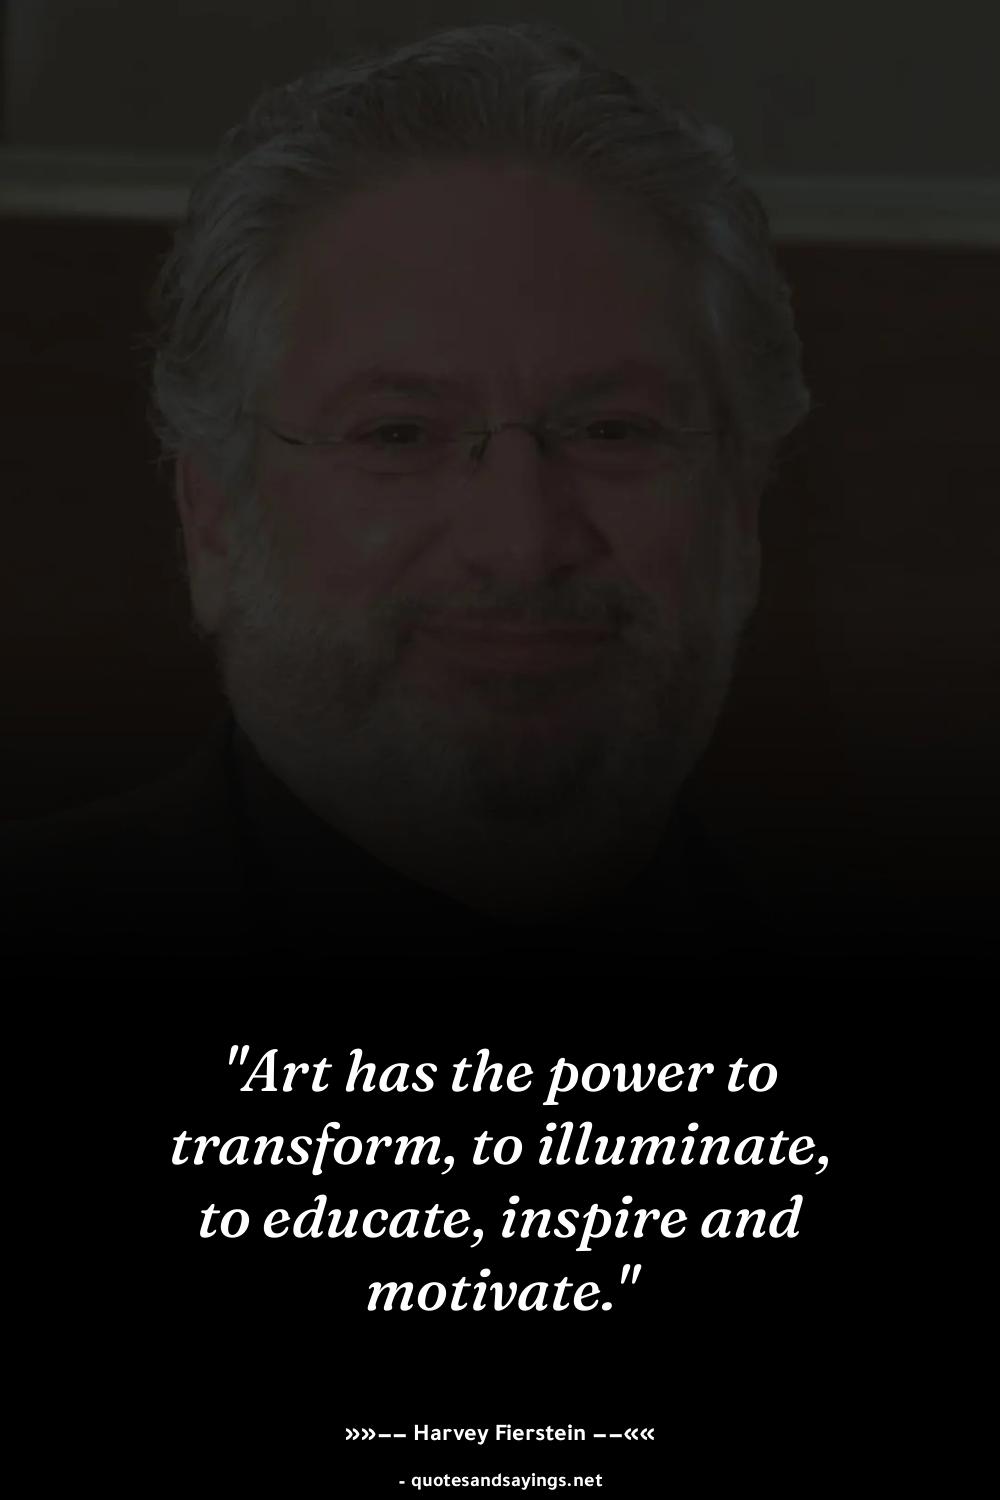 "Art has the power to
transform, to illuminate,
to educate, inspire and
motivate."
»»–– Harvey Fierstein ––««
- quotesandsayings.net